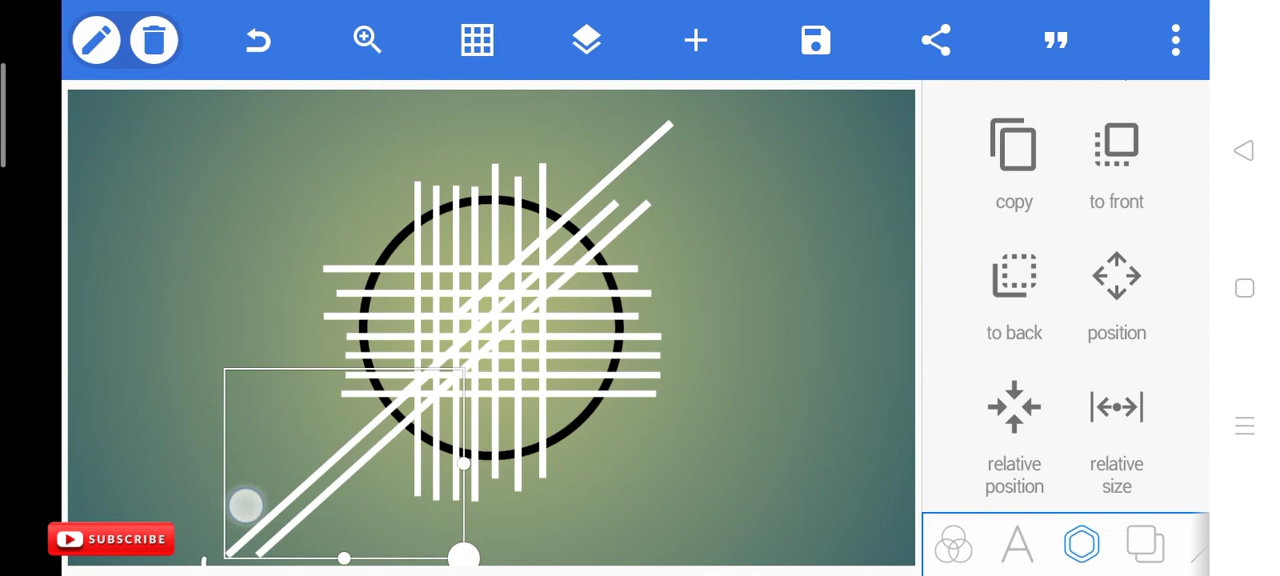 copy
to front
to back
position
relative
position
relative
size
SUBSCRIBE